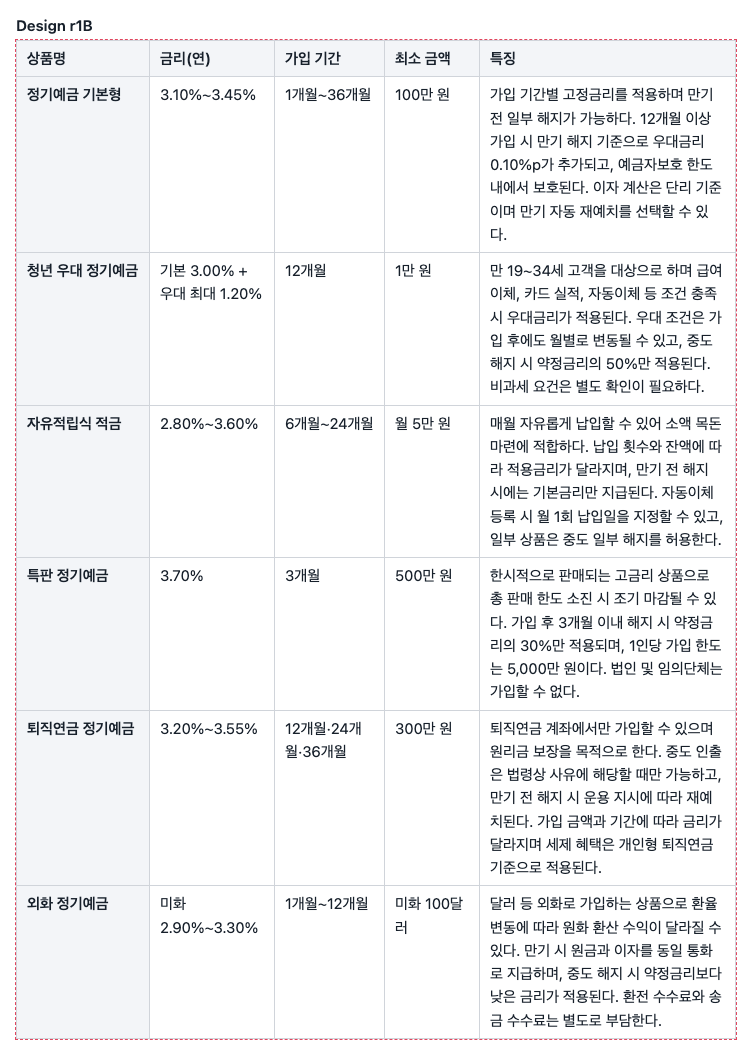 Design r1B
상품명 금리(연) 가입 기간 최소 금액 특징
정기예금 기본형 3.10%~3.45% 1개월~36개월 100만 원 가입 기간별 고정금리를 적용하며 만기
전 일부 해지가 가능하다. 12개월 이상
가입 시 만기 해지 기준으로 우대금리
0.10%p가 추가되고, 예금자보호 한도
내에서 보호된다. 이자 계산은 단리 기준
이며 만기 자동 재예치를 선택할 수 있
다.
청년 우대 정기예금 기본 3.00% + 12개월 1만 원 만 19~34세 고객을 대상으로 하며 급여
우대 최대 1.20% 이체, 카드 실적, 자동이체 등 조건 충족
시 우대금리가 적용된다. 우대 조건은 가
입 후에도 월별로 변동될 수 있고, 중도
해지 시 약정금리의 50%만 적용된다.
비과세 요건은 별도 확인이 필요하다.
자유적립식 적금 2.80%~3.60% 6개월~24개월 월 5만 원 매월 자유롭게 납입할 수 있어 소액 목돈
마련에 적합하다. 납입 횟수와 잔액에 따
라 적용금리가 달라지며, 만기 전 해지
시에는 기본금리만 지급된다. 자동이체
등록 시 월 1회 납입일을 지정할 수 있고,
일부 상품은 중도 일부 해지를 허용한다.
특판 정기예금 3.70% 3개월 500만 원 한시적으로 판매되는 고금리 상품으로
총 판매 한도 소진 시 조기 마감될 수 있
다. 가입 후 3개월 이내 해지 시 약정금
리의 30%만 적용되며, 1인당 가입 한도
는 5,000만 원이다. 법인 및 임의단체는
가입할 수 없다.
퇴직연금 정기예금 3.20%~3.55% 12개월·24개 300만 원 퇴직연금 계좌에서만 가입할 수 있으며
월·36개월 원리금 보장을 목적으로 한다. 중도 인출
은 법령상 사유에 해당할 때만 가능하고,
만기 전 해지 시 운용 지시에 따라 재예
치된다. 가입 금액과 기간에 따라 금리가
달라지며 세제 혜택은 개인형 퇴직연금
기준으로 적용된다.
외화 정기예금 미화 1개월~12개월 미화 100달 달러 등 외화로 가입하는 상품으로 환율
2.90%~3.30% 러 변동에 따라 원화 환산 수익이 달라질 수
있다. 만기 시 원금과 이자를 동일 통화
로 지급하며, 중도 해지 시 약정금리보다
낮은 금리가 적용된다. 환전 수수료와 송
금 수수료는 별도로 부담한다.